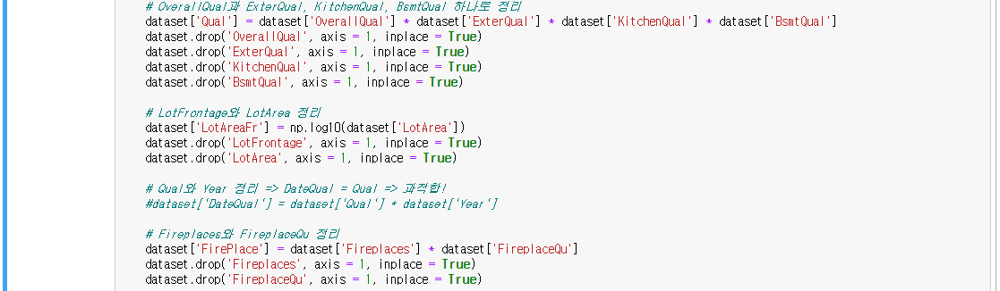 # OverallQual과 ExterQual, KitchenQual, BsmtQual 하나로 정리
dataset['Qual'] = dataset['OverallQual'] * dataset['ExterQual'] * dataset['KitchenQual'] * dataset['BsmtQual']
dataset.drop('OverallQual', axis = 1, inplace = True)
dataset.drop('ExterQual', axis = 1, inplace = True)
dataset.drop('KitchenQual', axis = 1, inplace = True)
dataset.drop('BsmtQual', axis = 1, inplace = True)
# LotFrontage와 LotArea 정리
dataset['LotAreaFr'] = np.log10(dataset['LotArea'])
dataset.drop('LotFrontage', axis = 1, inplace = True)
dataset.drop('LotArea', axis = 1, inplace = True)
# Qual와 Year 정리 => DateQual = Qual => 과적합!
#dataset['DateQual'] = dataset['Qual'] * dataset['Year']
# Fireplaces와 FireplaceQu 정리
dataset['FirePlace'] = dataset['Fireplaces'] * dataset['FireplaceQu']
dataset.drop('Fireplaces', axis = 1, inplace = True)
dataset.drop('FireplaceQu', axis = 1, inplace = True)